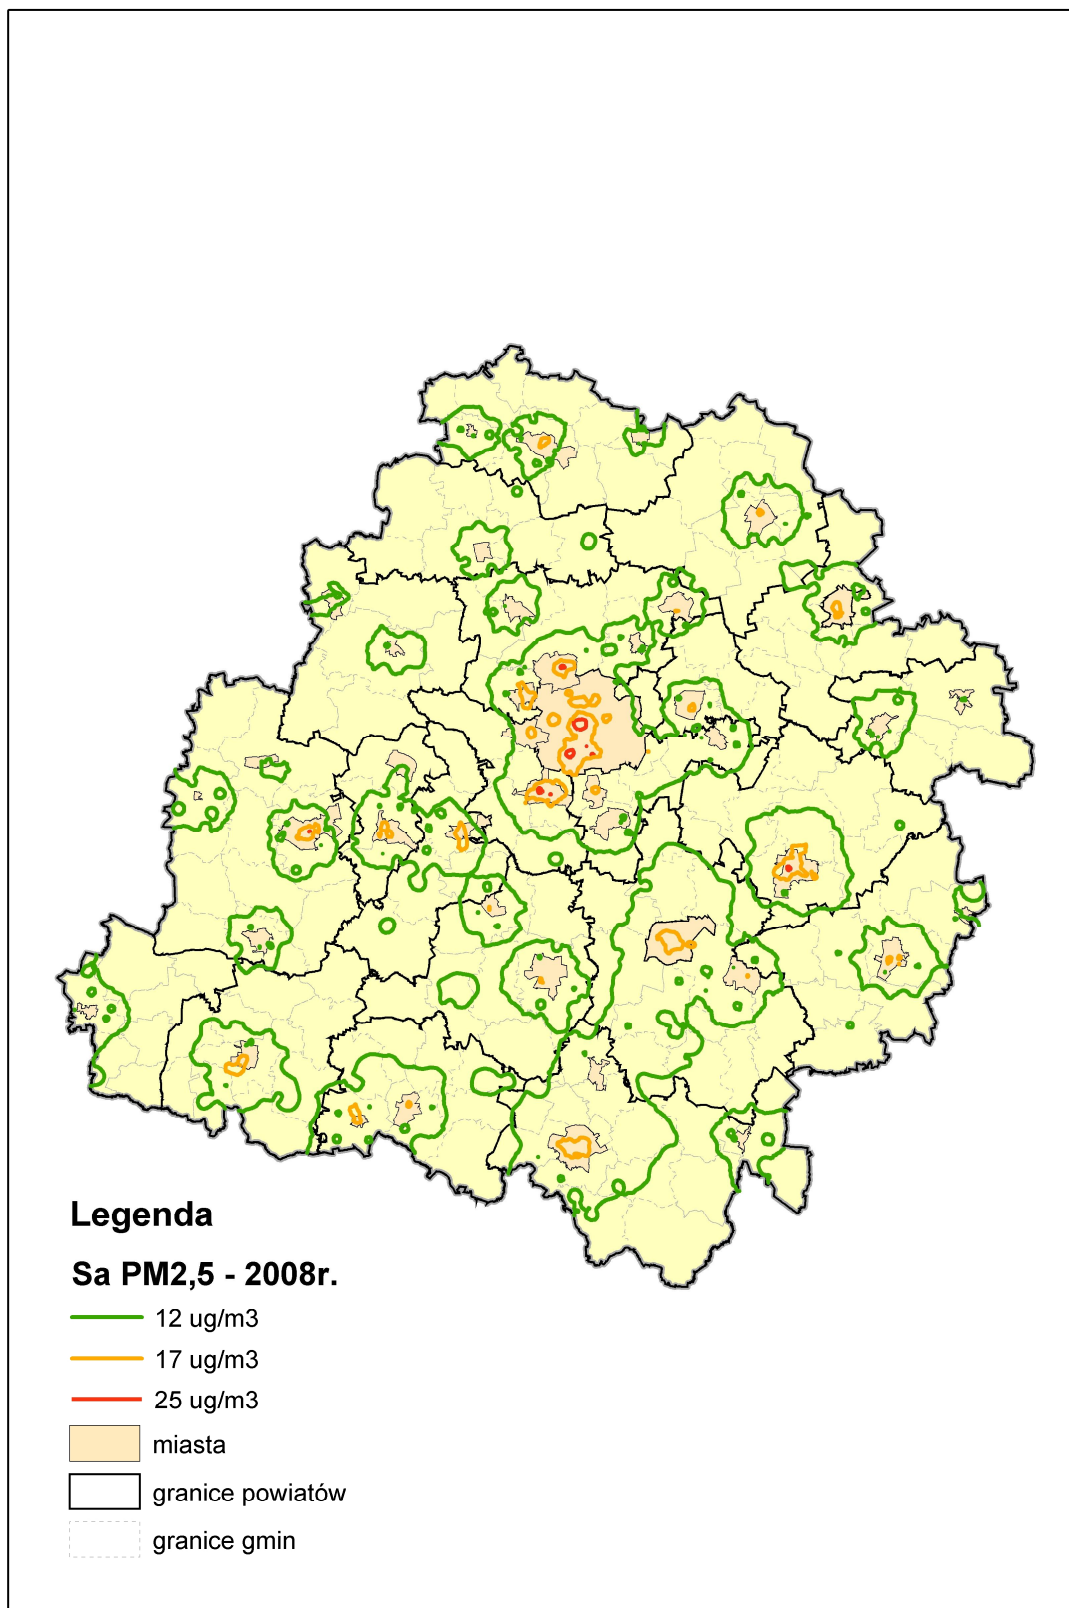 Legenda
Sa PM2,5 - 2008r.
12 ug/m3
17 ug/m3
25 ug/m3
miasta
granice powiatów
granice gmin